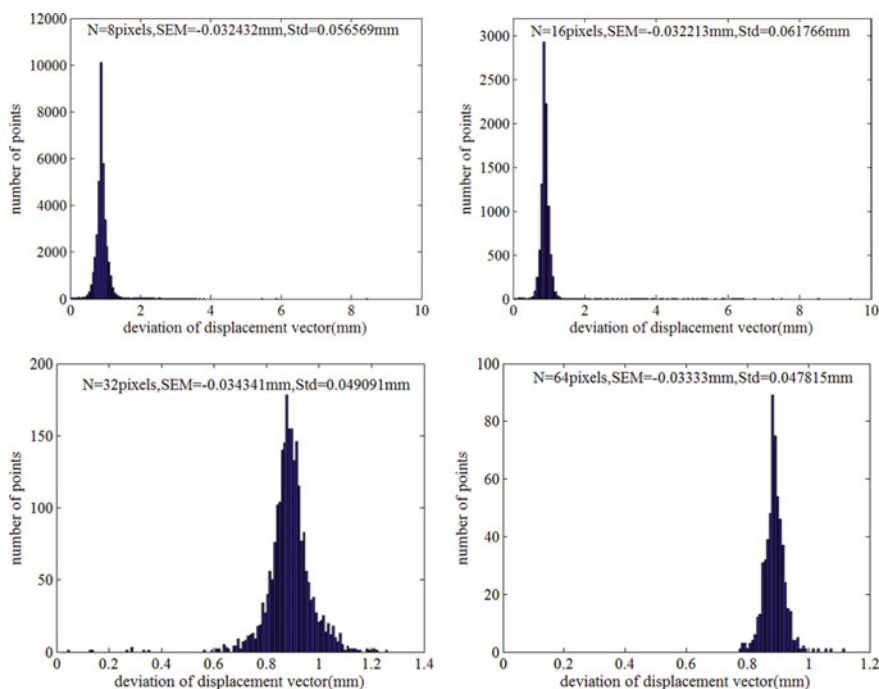 N=8pixels,SEM=-0.032432mm,Std=0.056569mm
12000
10000
8000
6000
4000
2000
0
number of points
0 2 4 6 8 10
deviation of displacement vector(mm)
N=16pixels,SEM=-0.032213mm,Std=0.061766mm
3000
2500
2000
1500
1000
500
0
number of points
0 2 4 6 8 10
deviation of displacement vector(mm)
N=32pixels,SEM=-0.034341mm,Std=0.049091mm
200
150
100
50
0
number of points
0 0.2 0.4 0.6 0.8 1 1.2 1.4
deviation of displacement vector(mm)
N=64pixels,SEM=-0.03333mm,Std=0.047815mm
100
80
60
40
20
0
number of points
0 0.2 0.4 0.6 0.8 1 1.2
deviation of displacement vector(mm)